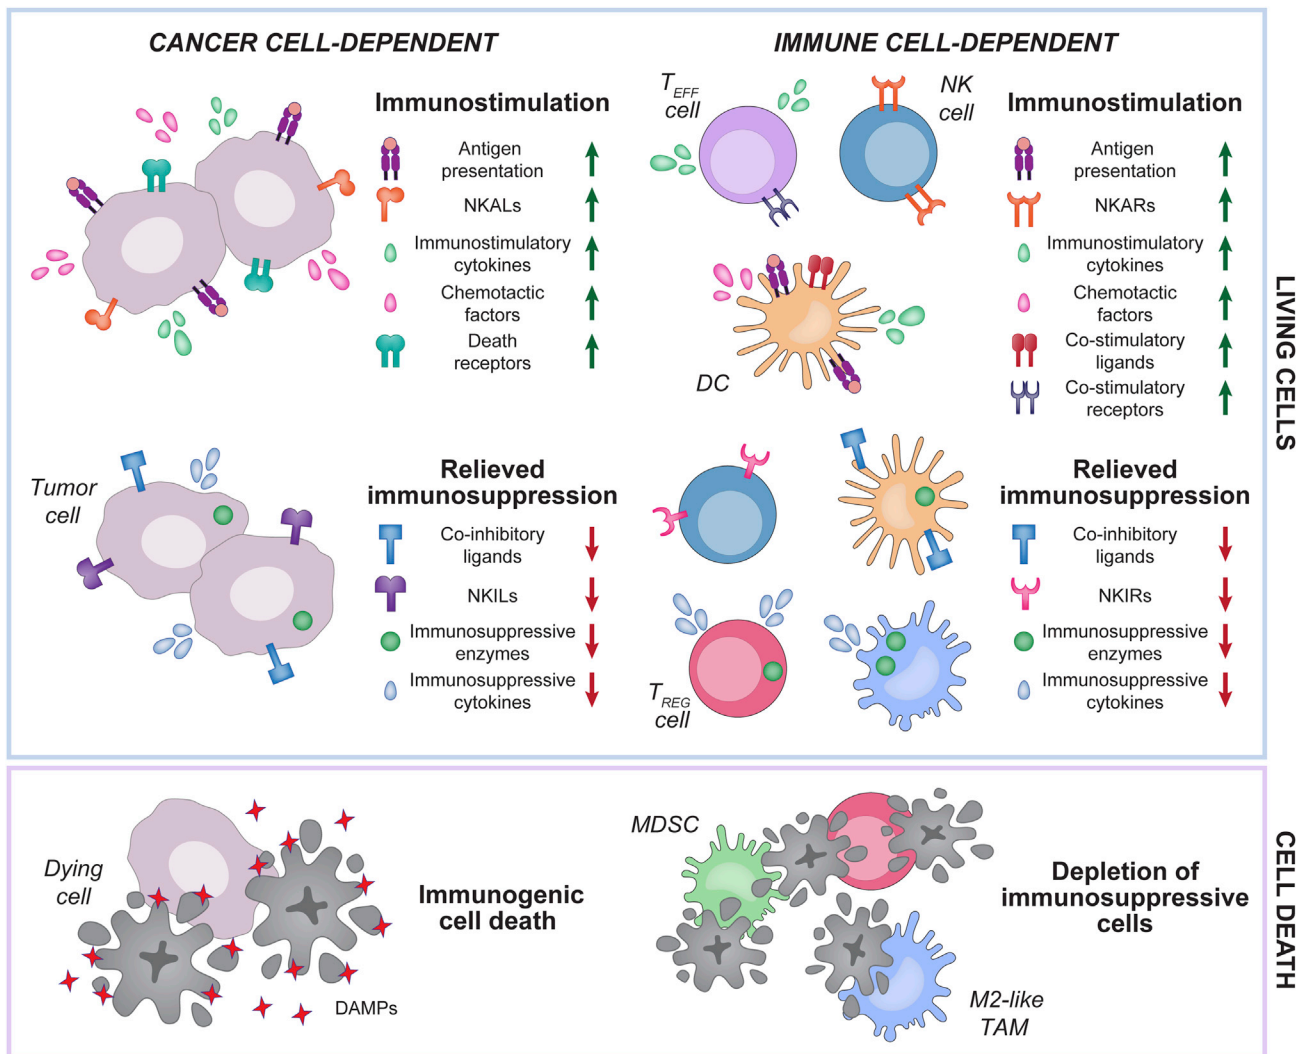 CANCER CELL-DEPENDENT
Immunostimulation
Antigen
presentation
NKALs
Immunostimulatory
cytokines
Chemotactic
factors
Death
receptors
Tumor
cell
Relieved
immunosuppression
Co-inhibitory
ligands
NKILs
Immunosuppressive
enzymes
Immunosuppressive
cytokines
IMMUNE CELL-DEPENDENT
TEFF
cell
NK
cell
DC
Immunostimulation
Antigen
presentation
NKARs
Immunostimulatory
cytokines
Chemotactic
factors
Co-stimulatory
ligands
Co-stimulatory
receptors
TREG
cell
Relieved
immunosuppression
Co-inhibitory
ligands
NKIRs
Immunosuppressive
enzymes
Immunosuppressive
cytokines
LIVING CELLS
Dying
cell
Immunogenic
cell death
DAMPs
MDSC
M2-like
TAM
Depletion of
immunosuppressive
cells
CELL DEATH